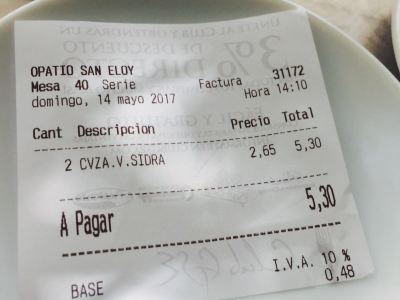 OPATIO SAN ELOY
Mesa 40 Serie Factura 31172
domingo, 14 mayo 2017 Hora 14:10
Cant Descripcion Precio Total
2 CVZA.V.SIDRA 2,65 5,30
A Pagar 5,30
BASE I.V.A. 10 %
0,48